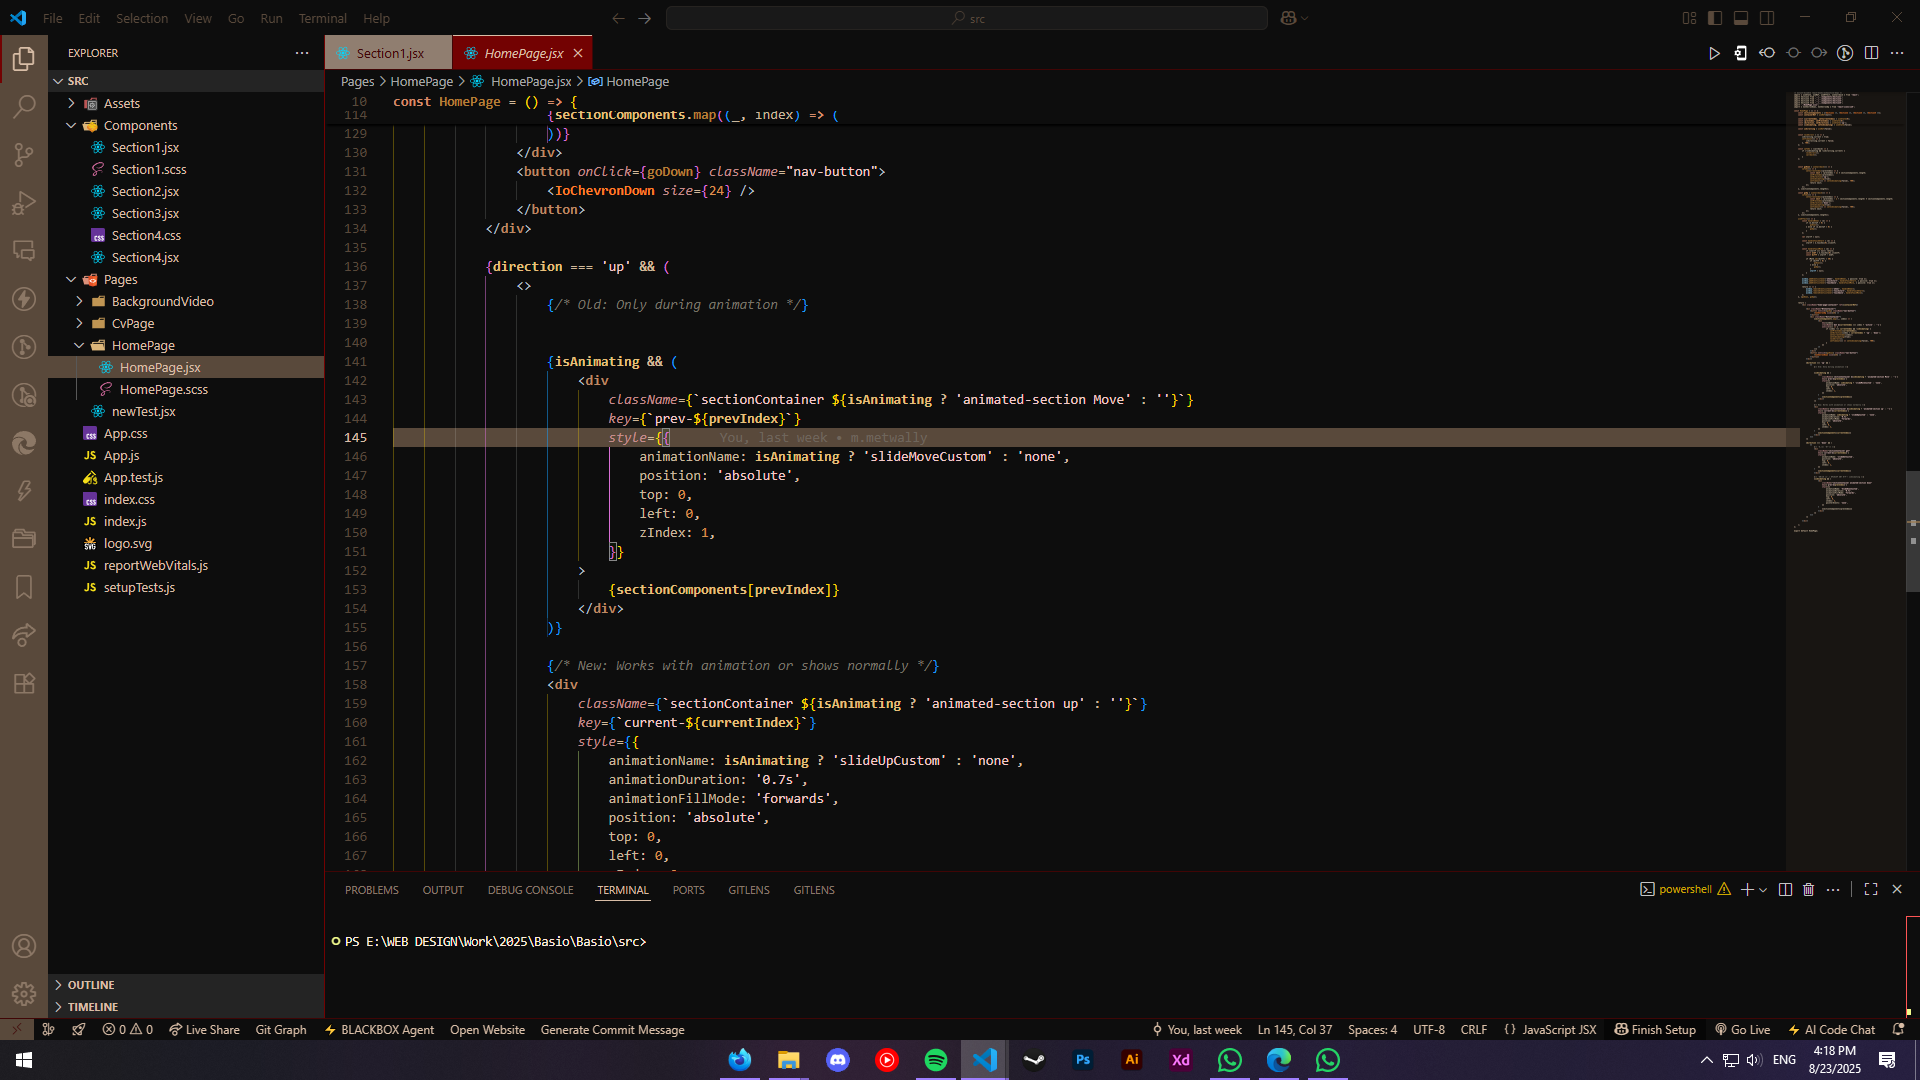 File Edit Selection View Go Run Terminal Help
src
EXPLORER
SRC
Assets
Components
Section1.jsx
Section1.scss
Section2.jsx
Section3.jsx
Section4.css
Section4.jsx
Pages
BackgroundVideo
CvPage
HomePage
HomePage.jsx
HomePage.scss
newTest.jsx
App.css
App.js
App.test.js
index.css
index.js
logo.svg
reportWebVitals.js
setupTests.js
OUTLINE
TIMELINE
Section1.jsx HomePage.jsx
Pages > HomePage > HomePage.jsx > HomePage
10 const HomePage = () => {
114 {sectionComponents.map((_, index) => (
129 ))}
130 </div>
131 <button onClick={goDown} className="nav-button">
132 <IoChevronDown size={24} />
133 </button>
134 </div>
135
136 {direction === 'up' && (
137 <>
138 {/* Old: Only during animation */}
139
140
141 {isAnimating && (
142 <div
143 className={`sectionContainer ${isAnimating ? 'animated-section Move' : ''}`}
144 key={`prev-${prevIndex}`}
145 style={{ You, last week • m.metwally
146 animationName: isAnimating ? 'slideMoveCustom' : 'none',
147 position: 'absolute',
148 top: 0,
149 left: 0,
150 zIndex: 1,
151 }}
152 >
153 {sectionComponents[prevIndex]}
154 </div>
155 )}
156
157 {/* New: Works with animation or shows normally */}
158 <div
159 className={`sectionContainer ${isAnimating ? 'animated-section up' : ''}`}
160 key={`current-${currentIndex}`}
161 style={{
162 animationName: isAnimating ? 'slideUpCustom' : 'none',
163 animationDuration: '0.7s',
164 animationFillMode: 'forwards',
165 position: 'absolute',
166 top: 0,
167 left: 0,
PROBLEMS OUTPUT DEBUG CONSOLE TERMINAL PORTS GITLENS GITLENS
powershell
PS E:\WEB DESIGN\Work\2025\Basio\Basio\src>
0 0 Live Share Git Graph BLACKBOX Agent Open Website Generate Commit Message
You, last week Ln 145, Col 37 Spaces: 4 UTF-8 CRLF {} JavaScript JSX Finish Setup Go Live AI Code Chat
Ps Ai Xd
ENG
4:18 PM
8/23/2025